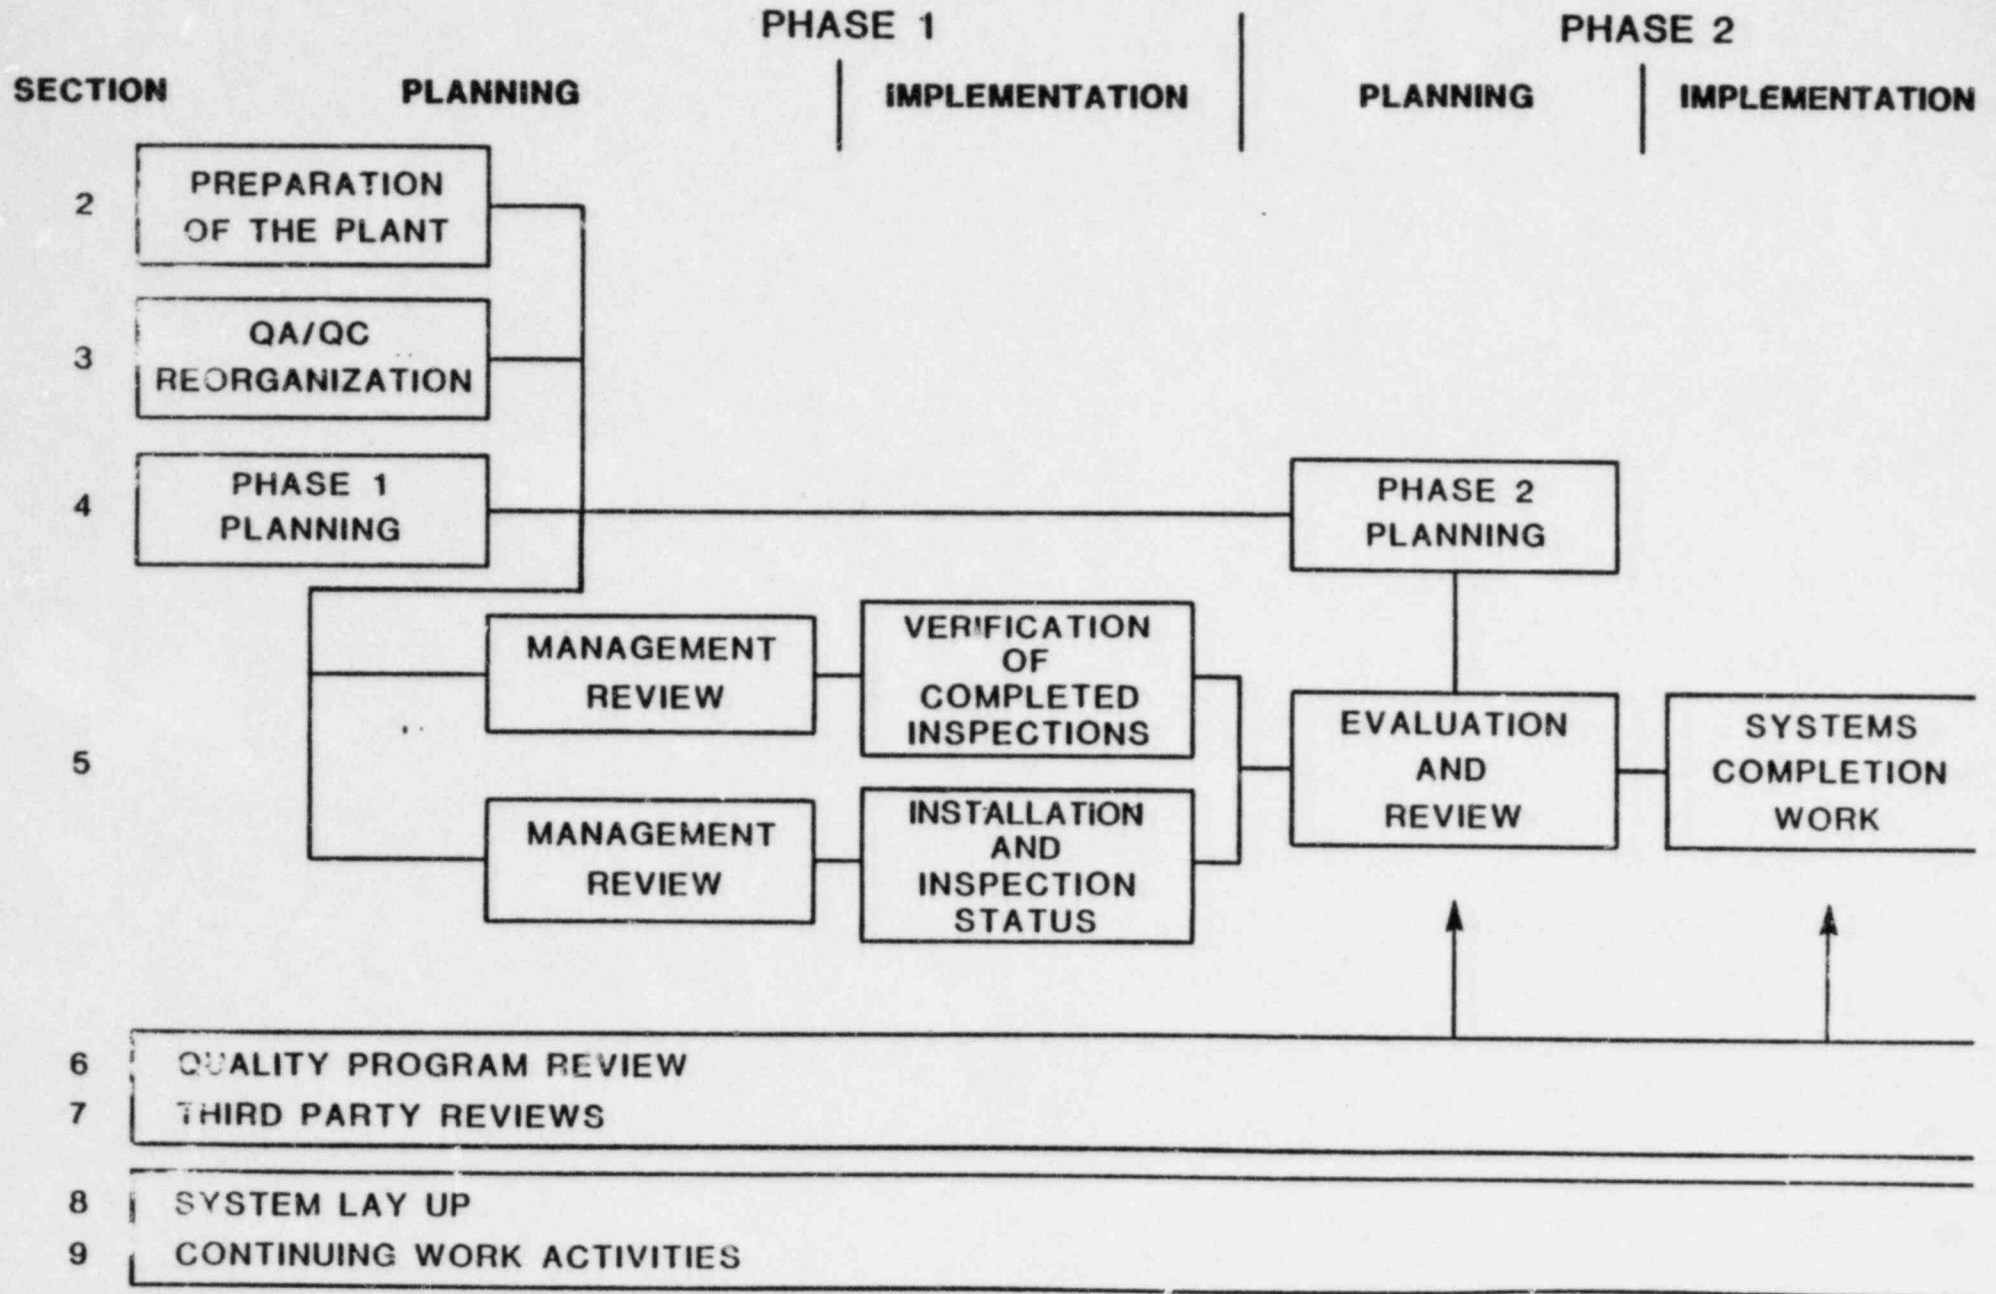 PHASE 1
PHASE 2
SECTION
PLANNING
IMPLEMENTATION
PLANNING
IMPLEMENTATION
2
PREPARATION
OF THE PLANT
3
QA/QC
REORGANIZATION
4
PHASE 1
PLANNING
PHASE 2
PLANNING
5
MANAGEMENT
REVIEW
VERIFICATION
OF
COMPLETED
INSPECTIONS
MANAGEMENT
REVIEW
INSTALLATION
AND
INSPECTION
STATUS
EVALUATION
AND
REVIEW
SYSTEMS
COMPLETION
WORK
6
QUALITY PROGRAM REVIEW
7
THIRD PARTY REVIEWS
8
SYSTEM LAY UP
9
CONTINUING WORK ACTIVITIES